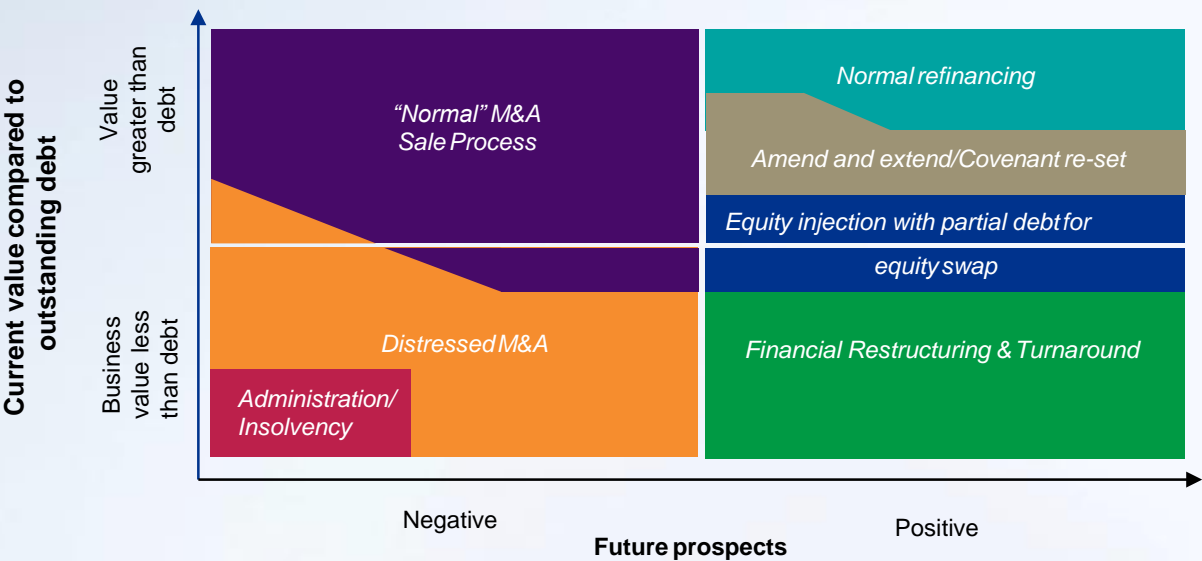 Current value compared to
outstanding debt
Value
greater than
debt
Business
value less
than debt
“Normal” M&A
Sale Process
Distressed M&A
Administration/
Insolvency
Normal refinancing
Amend and extend/Covenant re-set
Equity injection with partial debt for
equity swap
Financial Restructuring & Turnaround
Negative
Positive
Future prospects